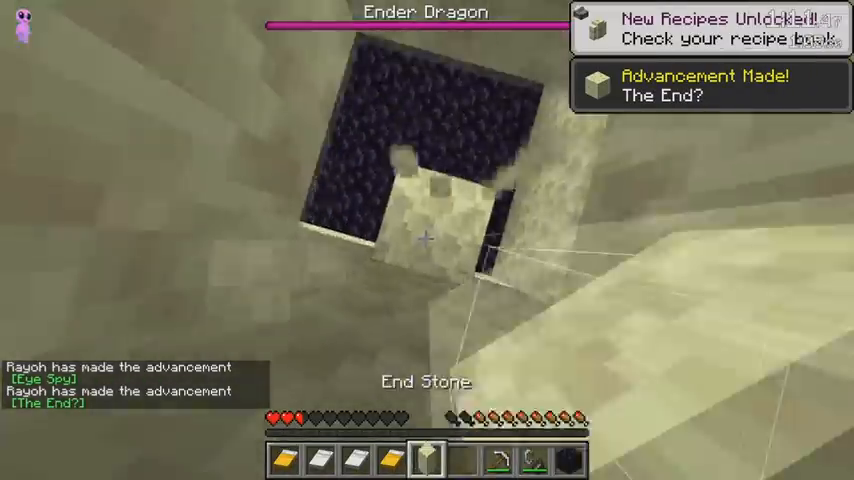 Ender Dragon
New Recipes Unlocked!
Check your recipe book
Advancement Made!
The End?
Rayoh has made the advancement
[Eye Spy]
Rayoh has made the advancement
[The End?]
End Stone